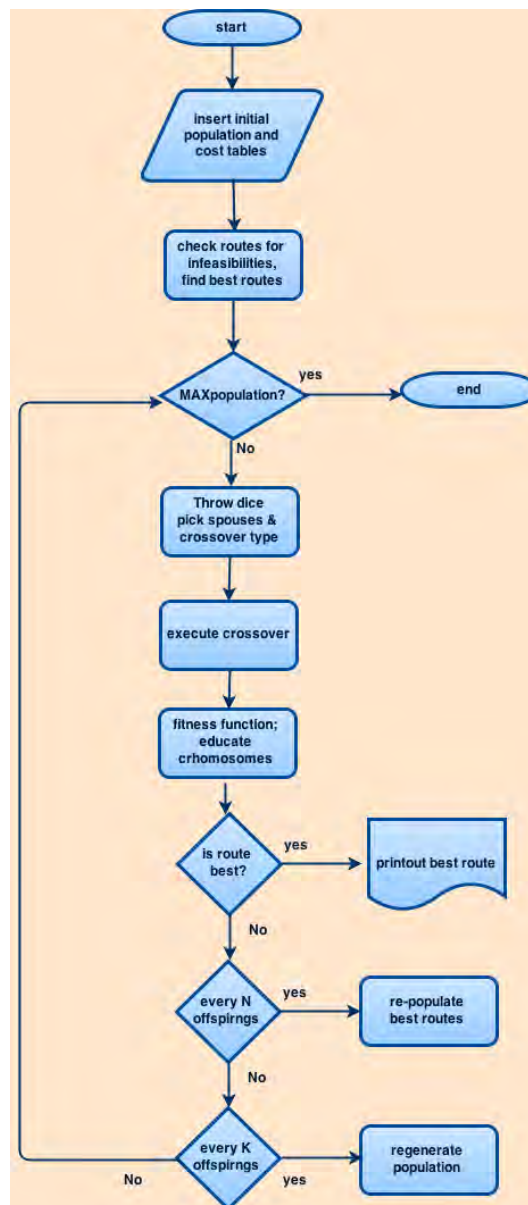 start
insert initial
population and
cost tables
check routes for
infeasibilities,
find best routes
MAXpopulation?
yes
end
No
Throw dice
pick spouses &
crossover type
execute crossover
fitness function;
educate
crhomosomes
is route
best?
yes
printout best route
No
every N
offspirngs
yes
re-populate
best routes
No
every K
offspirngs
No
yes
regenerate
population